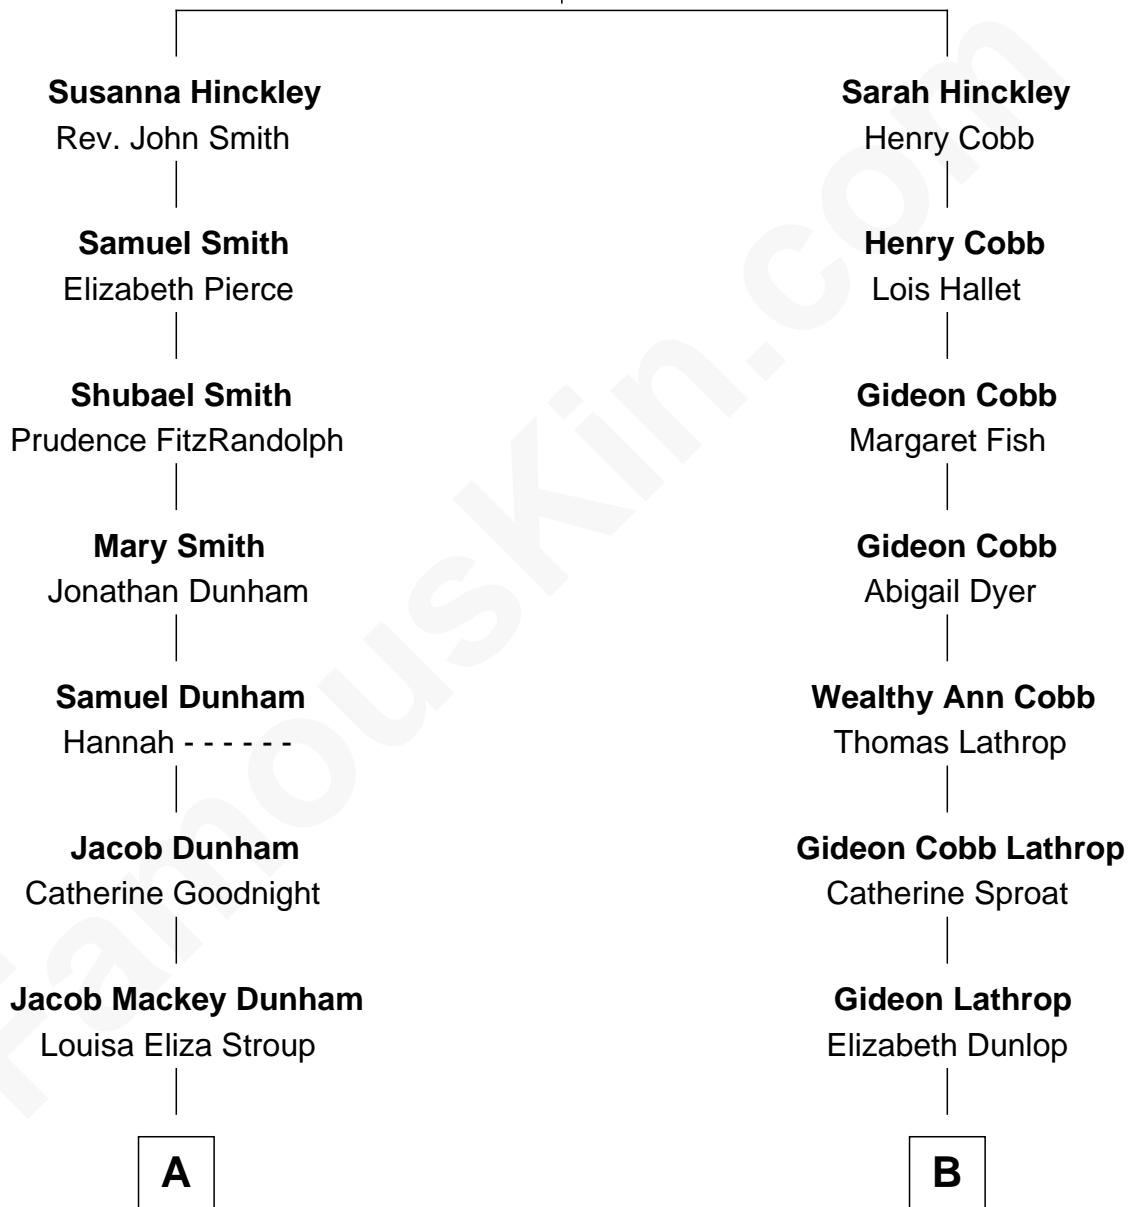 Susanna Hinckley
Rev. John Smith
Samuel Smith
Elizabeth Pierce
Shubael Smith
Prudence FitzRandolph
Mary Smith
Jonathan Dunham
Samuel Dunham
Hannah - - - - - -
Jacob Dunham
Catherine Goodnight
Jacob Mackey Dunham
Louisa Eliza Stroup
A
Sarah Hinckley
Henry Cobb
Henry Cobb
Lois Hallet
Gideon Cobb
Margaret Fish
Gideon Cobb
Abigail Dyer
Wealthy Ann Cobb
Thomas Lathrop
Gideon Cobb Lathrop
Catherine Sproat
Gideon Lathrop
Elizabeth Dunlop
B
FamousKin.com